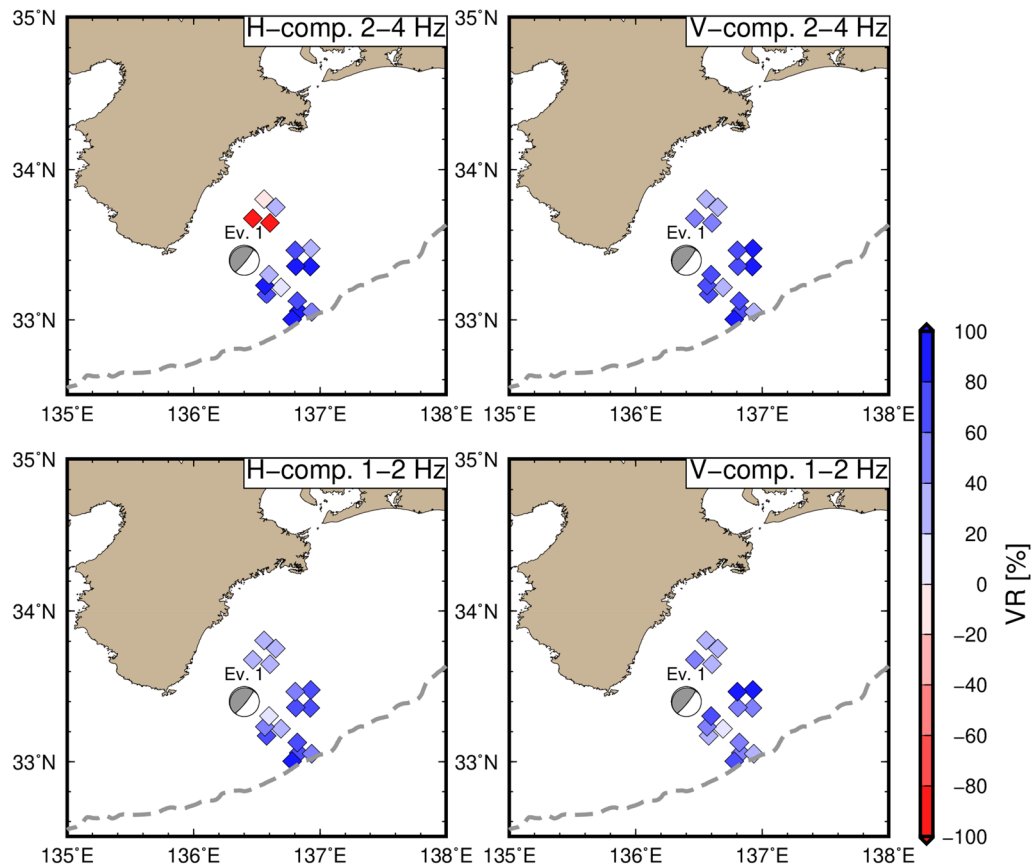 35˚N
H−comp. 2−4 Hz
34˚N
Ev. 1
33˚N
135˚E
136˚E
137˚E
138˚E
35˚N
V−comp. 2−4 Hz
34˚N
Ev. 1
33˚N
135˚E
136˚E
137˚E
138˚E
35˚N
H−comp. 1−2 Hz
34˚N
Ev. 1
33˚N
135˚E
136˚E
137˚E
138˚E
35˚N
V−comp. 1−2 Hz
34˚N
Ev. 1
33˚N
135˚E
136˚E
137˚E
138˚E
100
80
60
40
20
0
−20
−40
−60
−80
−100
VR [%]